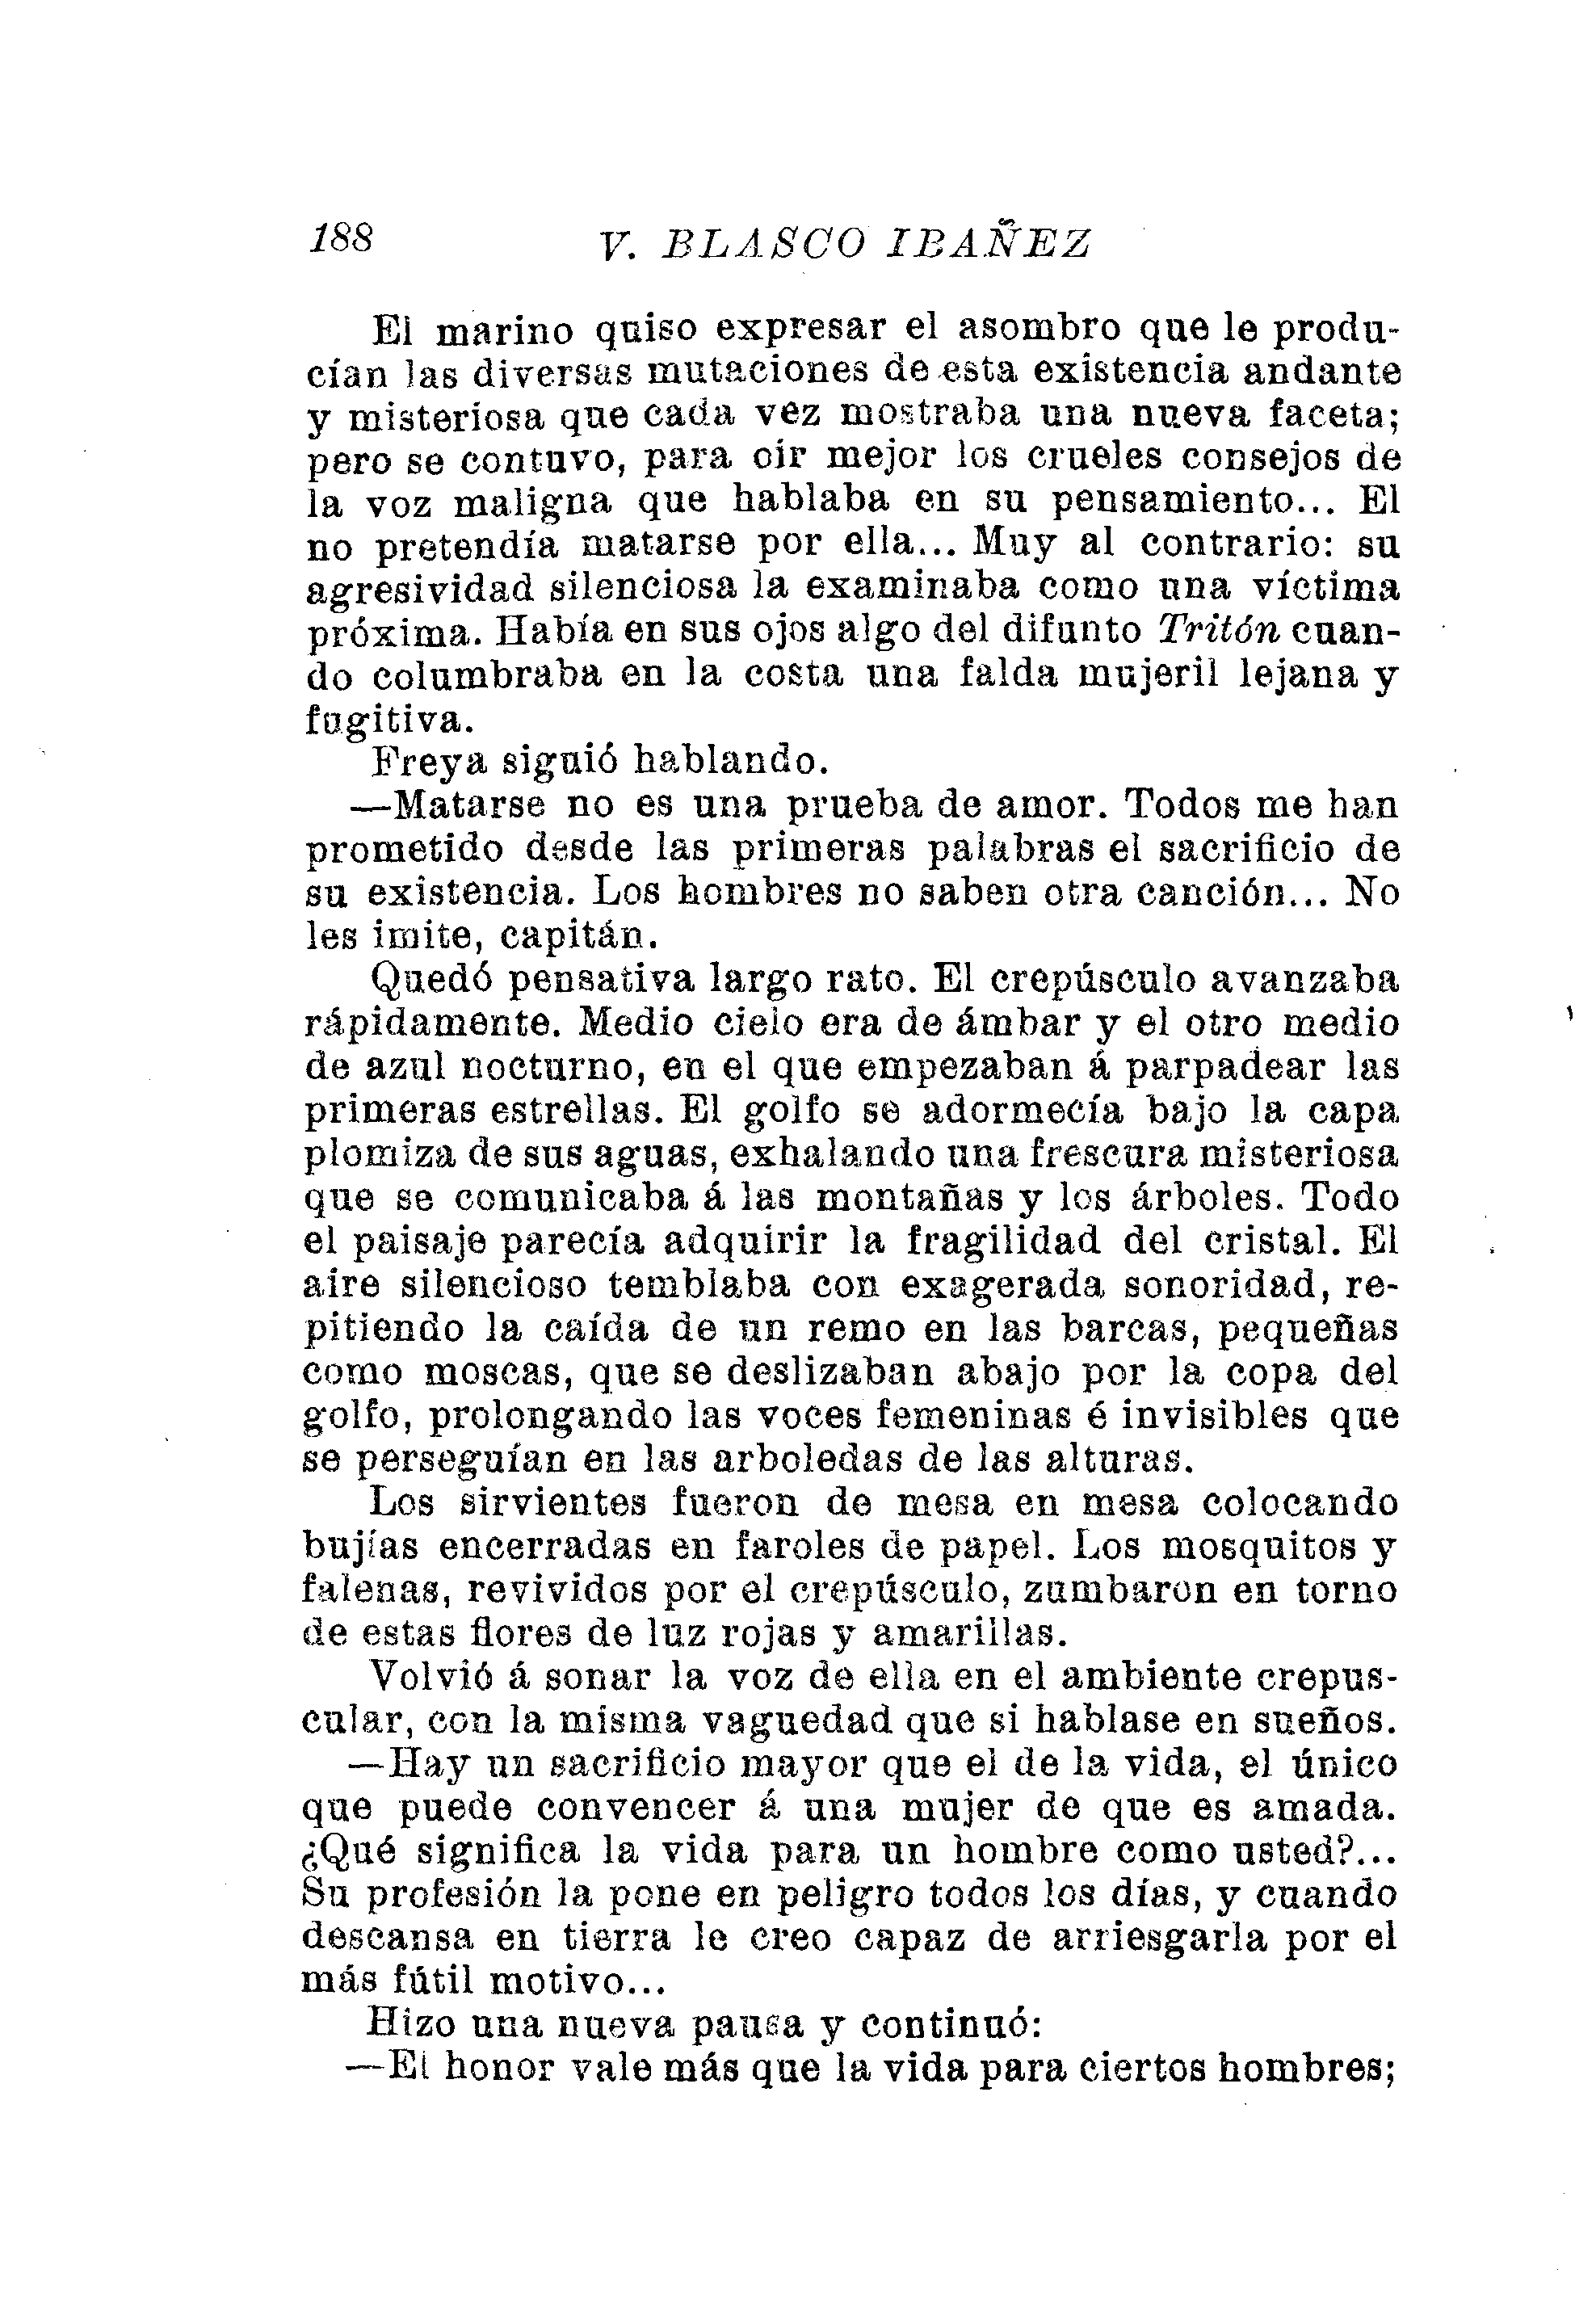 188 V. BLASCO IBAÑEZ
El marino quiso expresar el asombro que le produ-
cían las diversas mutaciones de esta existencia andante
y misteriosa que cada vez mostraba una nueva faceta;
pero se contuvo, para oir mejor los crueles consejos de
la voz maligna que hablaba en su pensamiento... El
no pretendía matarse por ella... Muy al contrario: su
agresividad silenciosa la examinaba como una víctima
próxima. Había en sus ojos algo del difunto Tritón cuan-
do columbraba en la costa una falda mujeril lejana y
fugitiva.
Freya siguió hablando.
—Matarse no es una prueba de amor. Todos me han
prometido desde las primeras palabras el sacrificio de
su existencia. Los hombres no saben otra canción... No
les imite, capitán.
Quedó pensativa largo rato. El crepúsculo avanzaba
rápidamente. Medio cielo era de ámbar y el otro medio
de azul nocturno, en el que empezaban á parpadear las
primeras estrellas. El golfo se adormecía bajo la capa
plomiza de sus aguas, exhalando una frescura misteriosa
que se comunicaba á las montañas y los árboles. Todo
el paisaje parecía adquirir la fragilidad del cristal. El
aire silencioso temblaba con exagerada sonoridad, re-
pitiendo la caída de un remo en las barcas, pequeñas
como moscas, que se deslizaban abajo por la copa del
golfo, prolongando las voces femeninas é invisibles que
se perseguían en las arboledas de las alturas.
Los sirvientes fueron de mesa en mesa colocando
bujías encerradas en faroles de papel. Los mosquitos y
falenas, revividos por el crepúsculo, zumbaron en torno
de estas flores de luz rojas y amarillas.
Volvió á sonar la voz de ella en el ambiente crepus-
cular, con la misma vaguedad que si hablase en sueños.
—Hay un sacrificio mayor que el de la vida, el único
que puede convencer á una mujer de que es amada.
¿Qué significa la vida para un hombre como usted?...
Su profesión la pone en peligro todos los días, y cuando
descansa en tierra le creo capaz de arriesgarla por el
más fútil motivo...
Hizo una nueva pausa y continuó:
—El honor vale más que la vida para ciertos hombres;